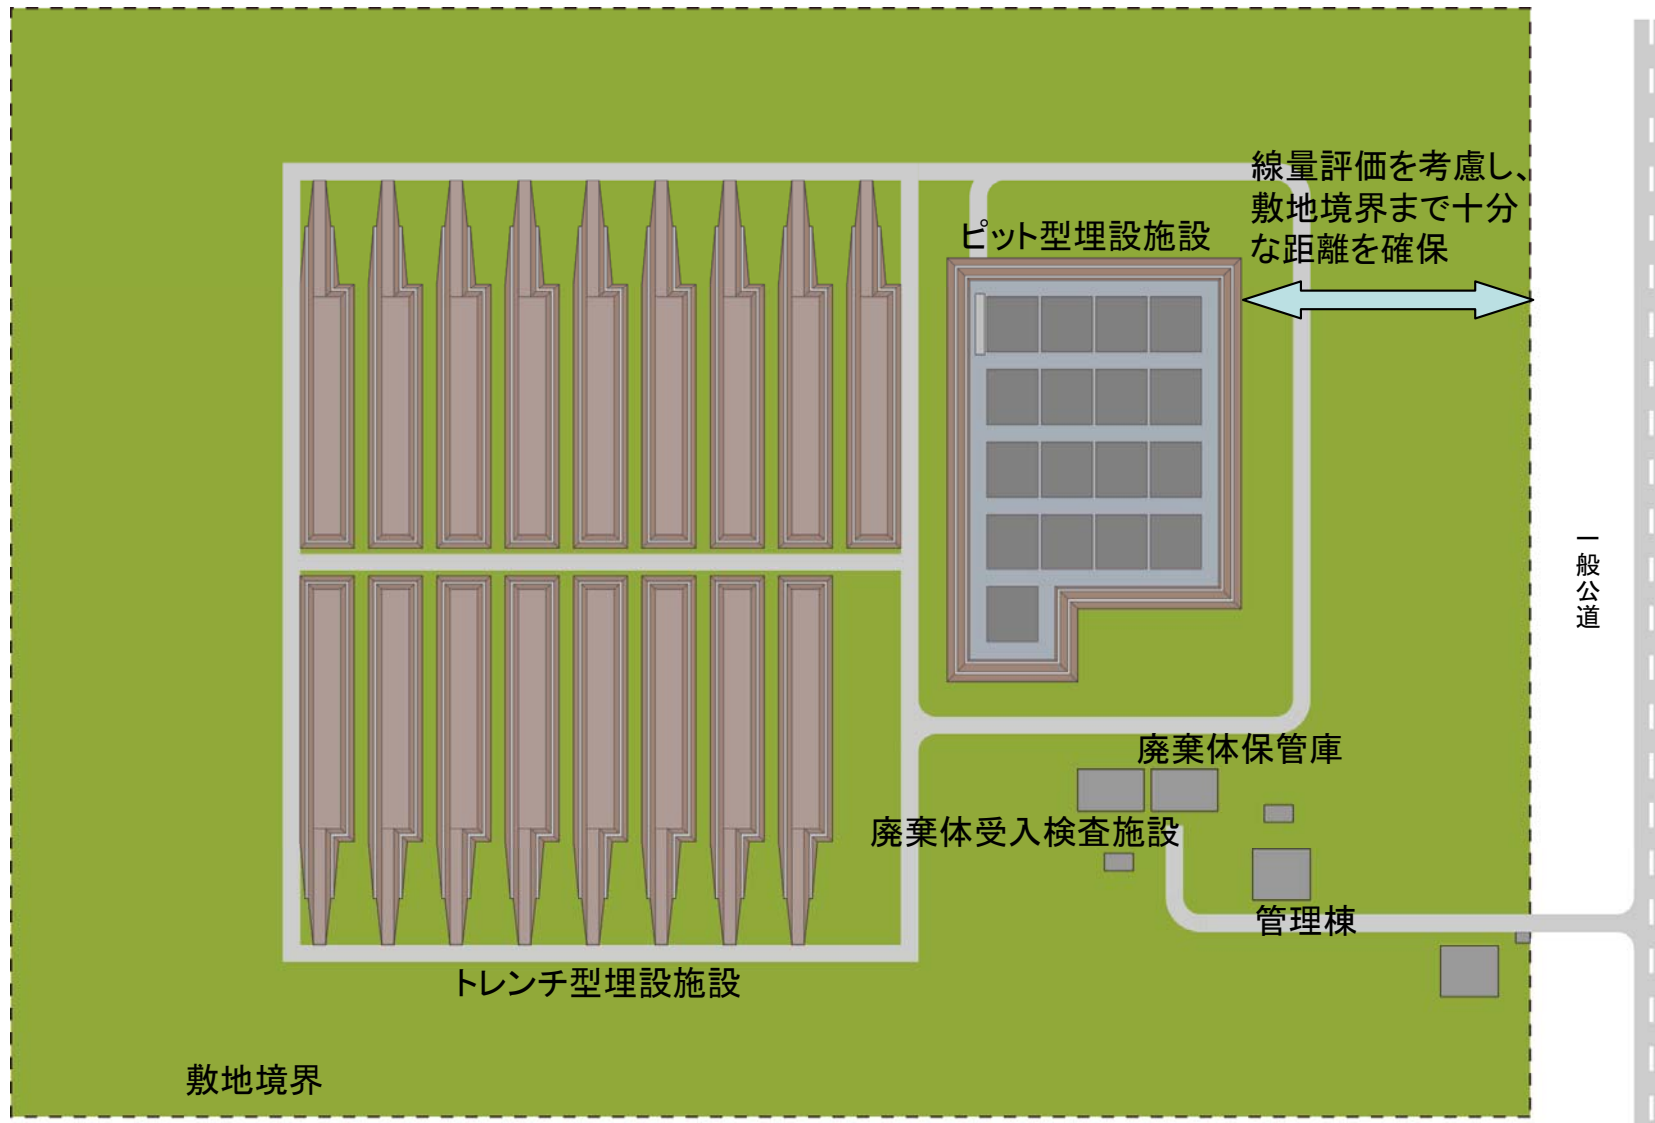 線量評価を考慮し、
敷地境界まで十分
な距離を確保
ピット型埋設施設
一般公道
廃棄体保管庫
廃棄体受入検査施設
管理棟
トレンチ型埋設施設
敷地境界